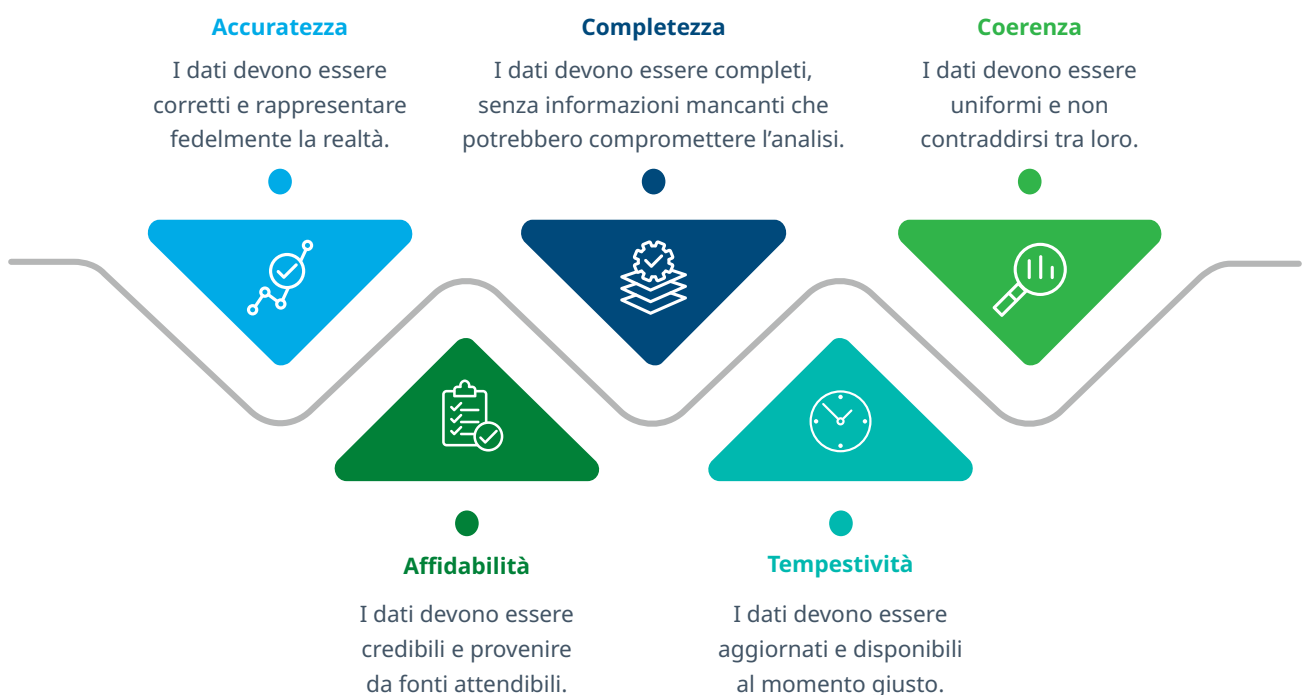 Accuratezza
I dati devono essere
corretti e rappresentare
fedelmente la realtà.
Completezza
I dati devono essere completi,
senza informazioni mancanti che
potrebbero compromettere l’analisi.
Coerenza
I dati devono essere
uniformi e non
contraddirsi tra loro.
Affidabilità
I dati devono essere
credibili e provenire
da fonti attendibili.
Tempestività
I dati devono essere
aggiornati e disponibili
al momento giusto.